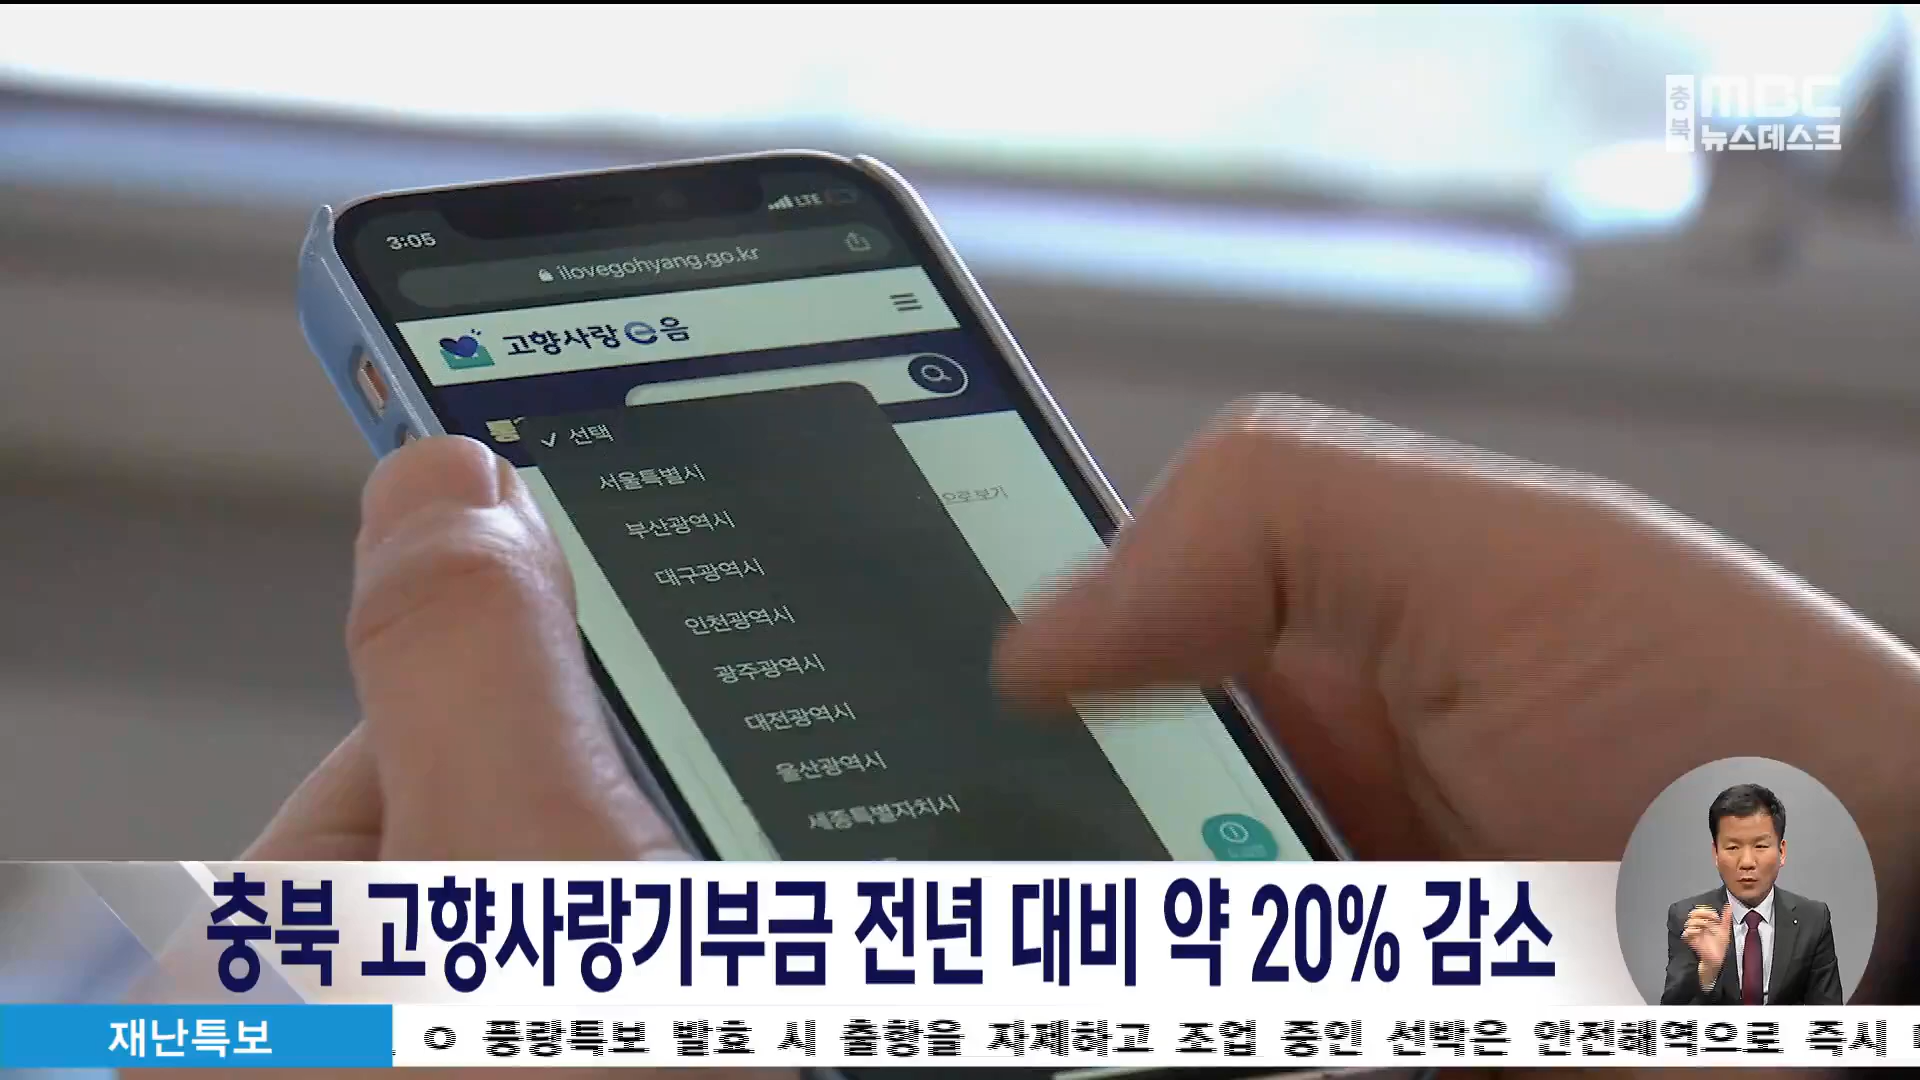 충북
MBC
뉴스데스크
3:05
LTE
ilovegohyang.go.kr
고향사랑e음
✓ 선택
서울특별시
부산광역시
으로 보기
대구광역시
인천광역시
광주광역시
대전광역시
울산광역시
세종특별자치시
충북 고향사랑기부금 전년 대비 약 20% 감소
재난특보
ㅇ 풍랑특보 발효 시 출항을 자제하고 조업 중인 선박은 안전해역으로 즉시